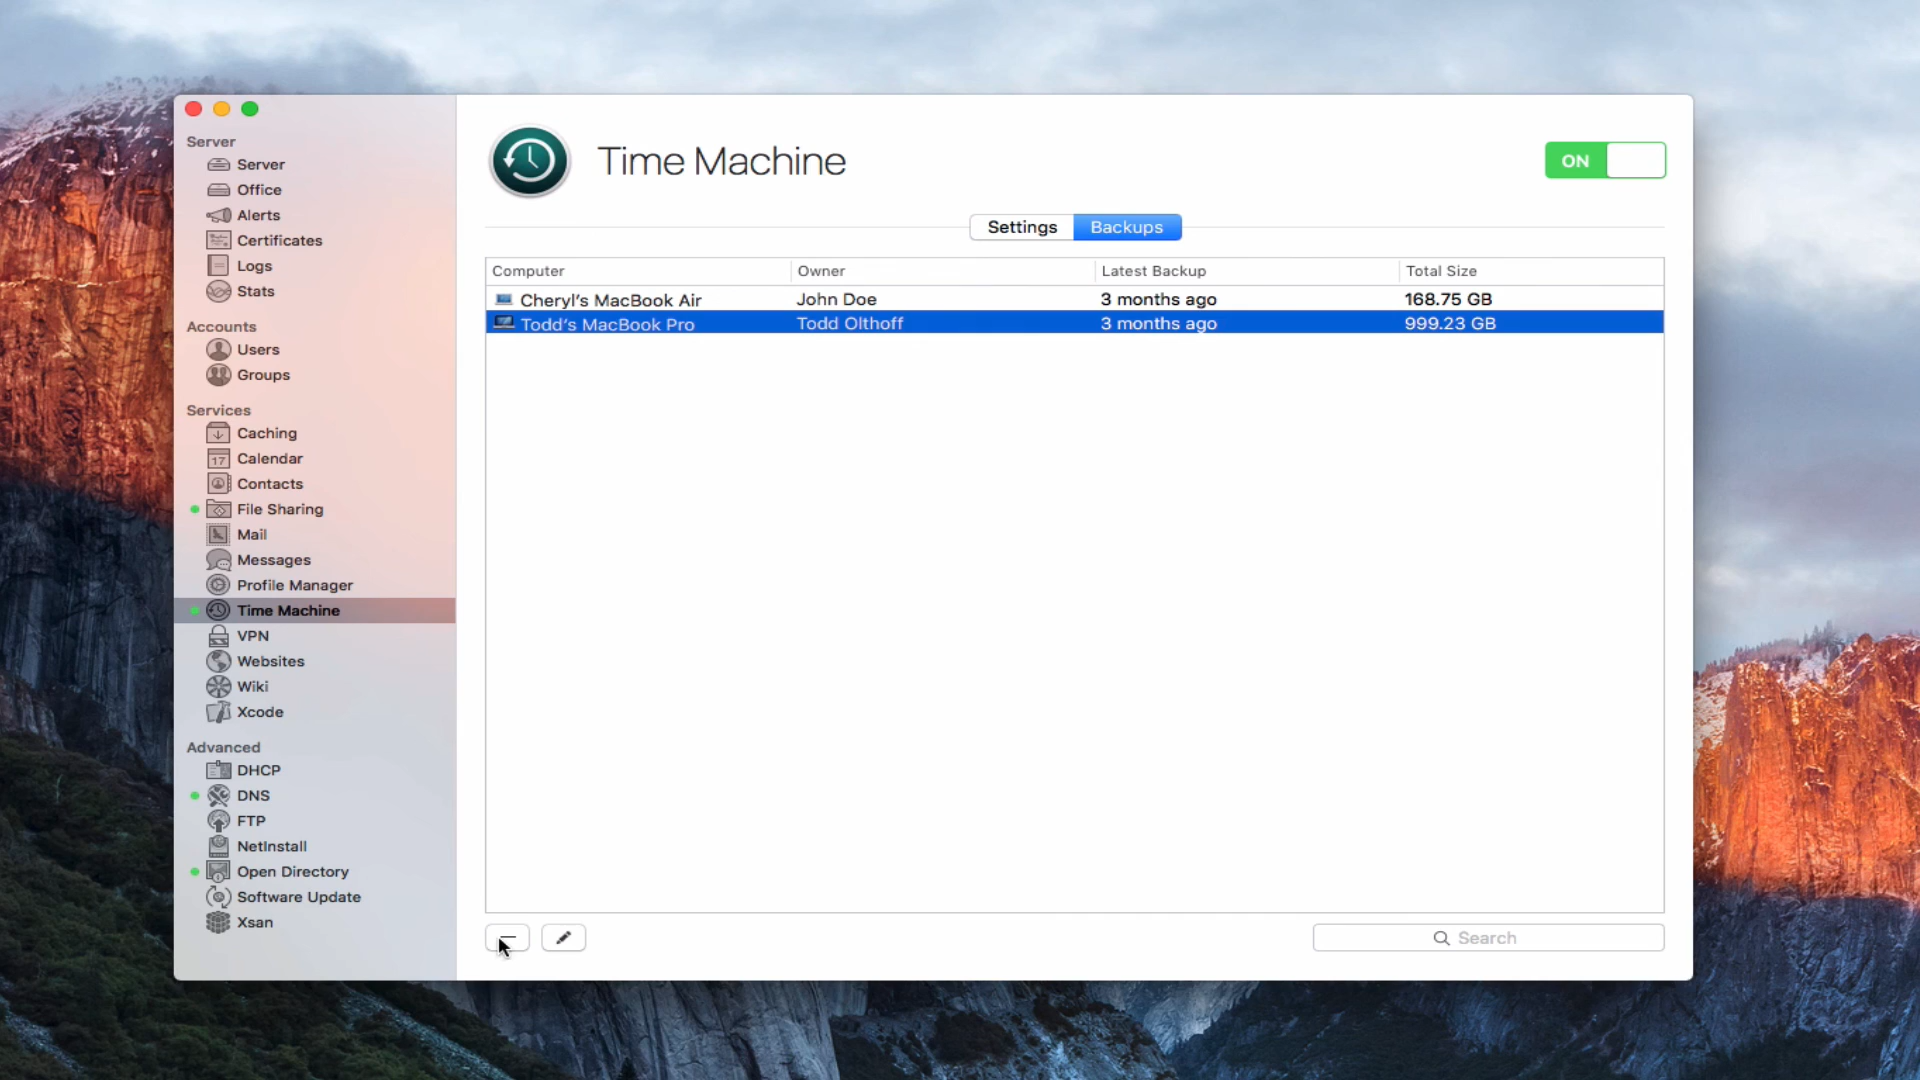 Server
Server
Office
Alerts
Certificates
Logs
Stats
Accounts
Users
Groups
Services
Caching
17 Calendar
Contacts
File Sharing
Mail
Messages
Profile Manager
Time Machine
VPN
Websites
Wiki
Xcode
Advanced
DHCP
DNS
FTP
NetInstall
Open Directory
Software Update
Xsan
Time Machine
ON
Settings Backups
Computer Owner Latest Backup Total Size
Cheryl's MacBook Air John Doe 3 months ago 168.75 GB
Todd's MacBook Pro Todd Olthoff 3 months ago 999.23 GB
Search